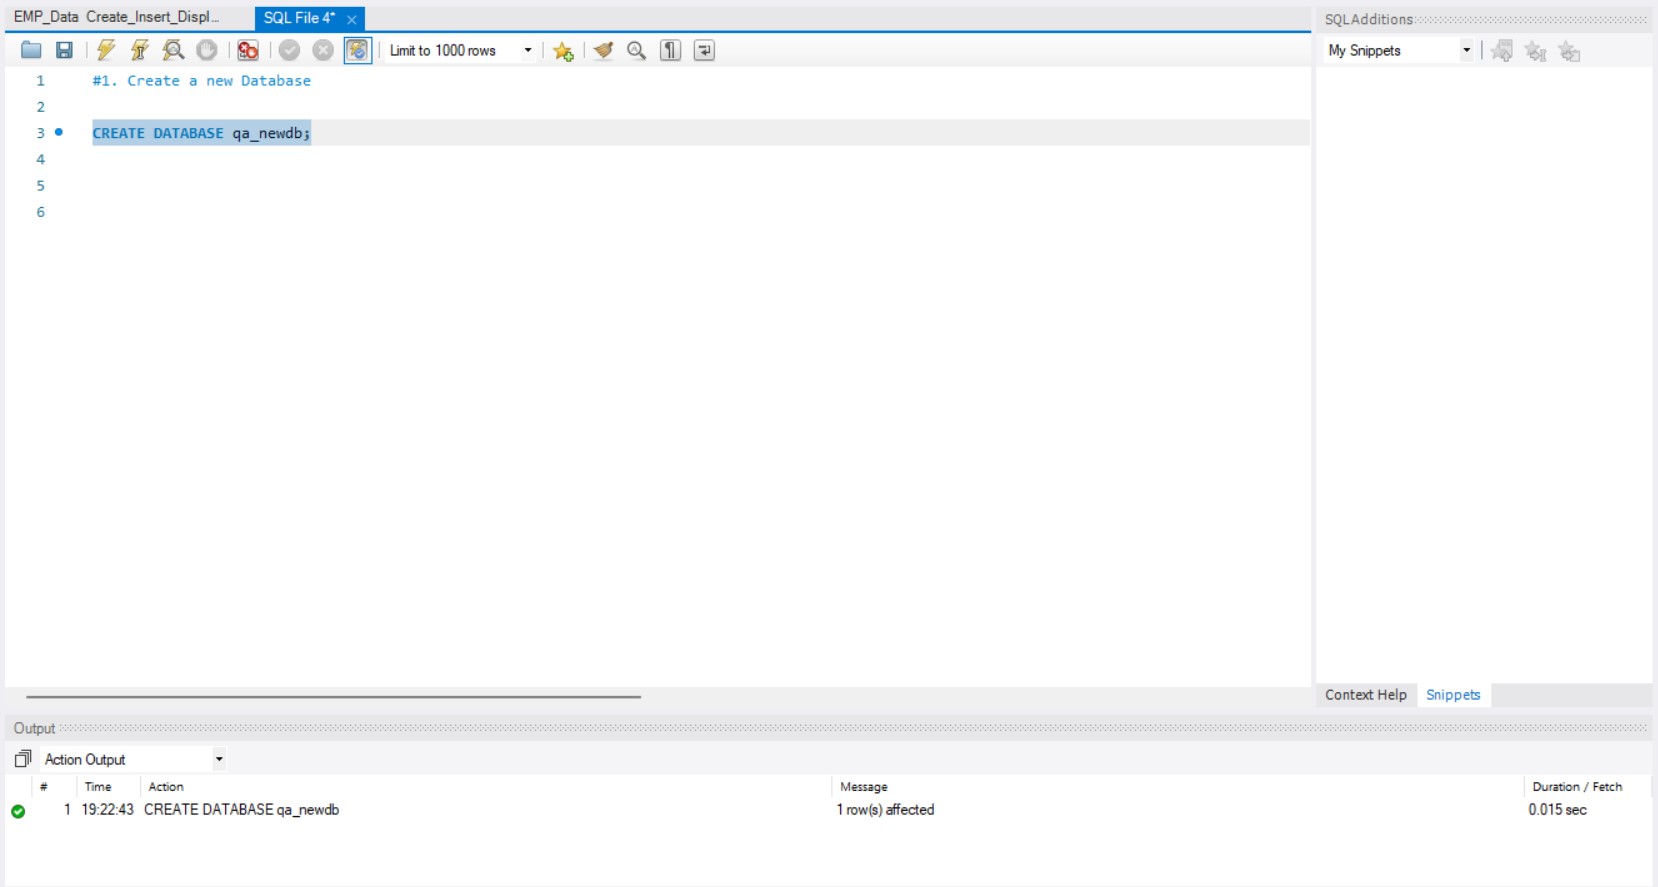 EMP_Data Create_Insert_Displ... SQL File 4*
Limit to 1000 rows
1 #1. Create a new Database
2
3 CREATE DATABASE qa_newdb;
4
5
6
SQLAdditions
My Snippets
Context Help Snippets
Output
Action Output
# Time Action Message Duration / Fetch
1 19:22:43 CREATE DATABASE qa_newdb 1 row(s) affected 0.015 sec